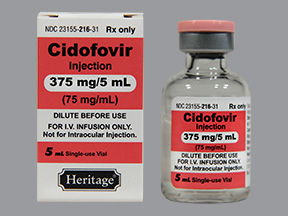 NDC 23155-216-31 Rx only
Cidofovir
Injection
375 mg/5 mL
(75 mg/mL)
DILUTE BEFORE USE
FOR I.V. INFUSION ONLY.
Not for Intraocular Injection.
5 mL Single-use Vial
Heritage
NDC 23155-216-31 Rx only
Cidofovir
Injection
375 mg/5 mL
(75 mg/mL)
DILUTE BEFORE USE
FOR I.V. INFUSION ONLY.
Not for Intraocular Injection.
5 mL Single-use Vial